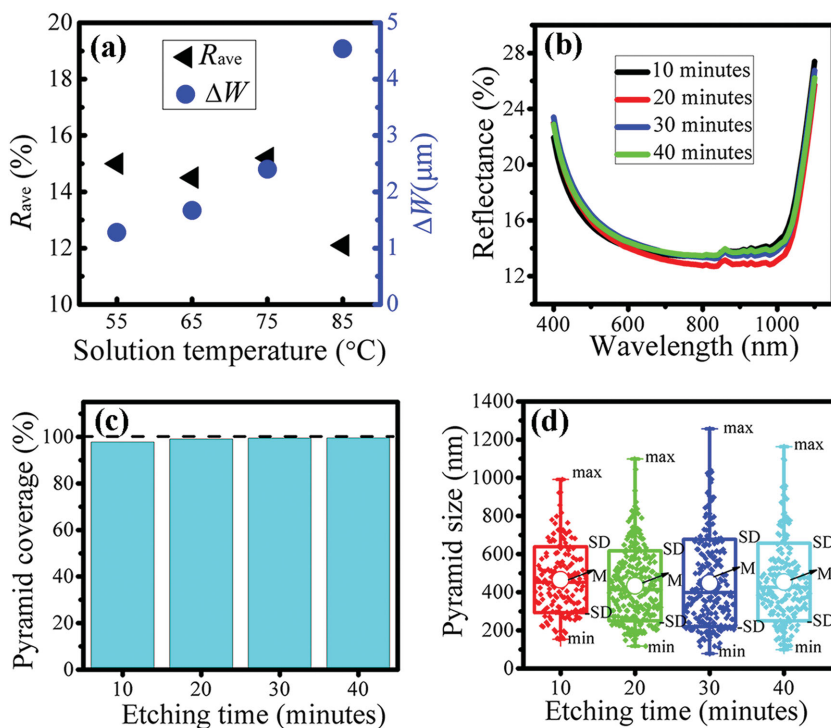 (a)
R_ave
ΔW
20
18
16
14
12
10
R_ave (%)
5
4
3
2
1
0
ΔW(μm)
55 65 75 85
Solution temperature (°C)
(b)
10 minutes
20 minutes
30 minutes
40 minutes
28
24
20
16
12
Reflectance (%)
400 600 800 1000
Wavelength (nm)
(c)
100
80
60
40
20
0
Pyramid coverage (%)
10 20 30 40
Etching time (minutes)
(d)
1400
1200
1000
800
600
400
200
0
Pyramid size (nm)
max max max max
SD SD SD SD
M M M M
-SD -SD -SD -SD
min min min min
10 20 30 40
Etching time (minutes)